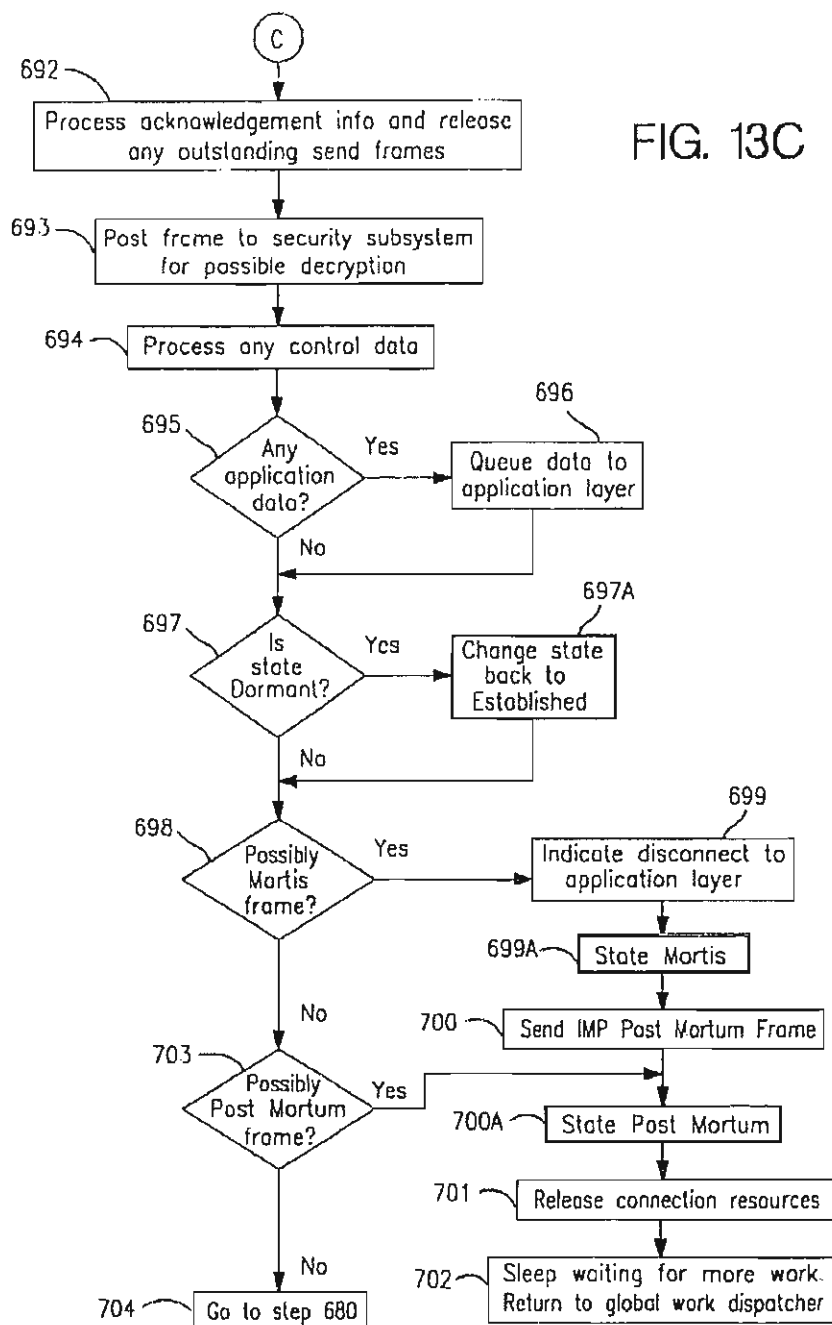 C
692
Process acknowledgement info and release
any outstanding send frames
FIG. 13C
693
Post frame to security subsystem
for possible decryption
694
Process any control data
695
Any
application
data?
Yes
696
Queue data to
application layer
No
697
Is
state
Dormant?
Yes
697A
Change state
back to
Established
No
698
Possibly
Mortis
frame?
Yes
699
Indicate disconnect to
application layer
699A
State Mortis
No
700
Send IMP Post Mortum Frame
703
Possibly
Post Mortum
frame?
Yes
700A
State Post Mortum
701
Release connection resources
No
702
Sleep waiting for more work.
Return to global work dispatcher
704
Go to step 680